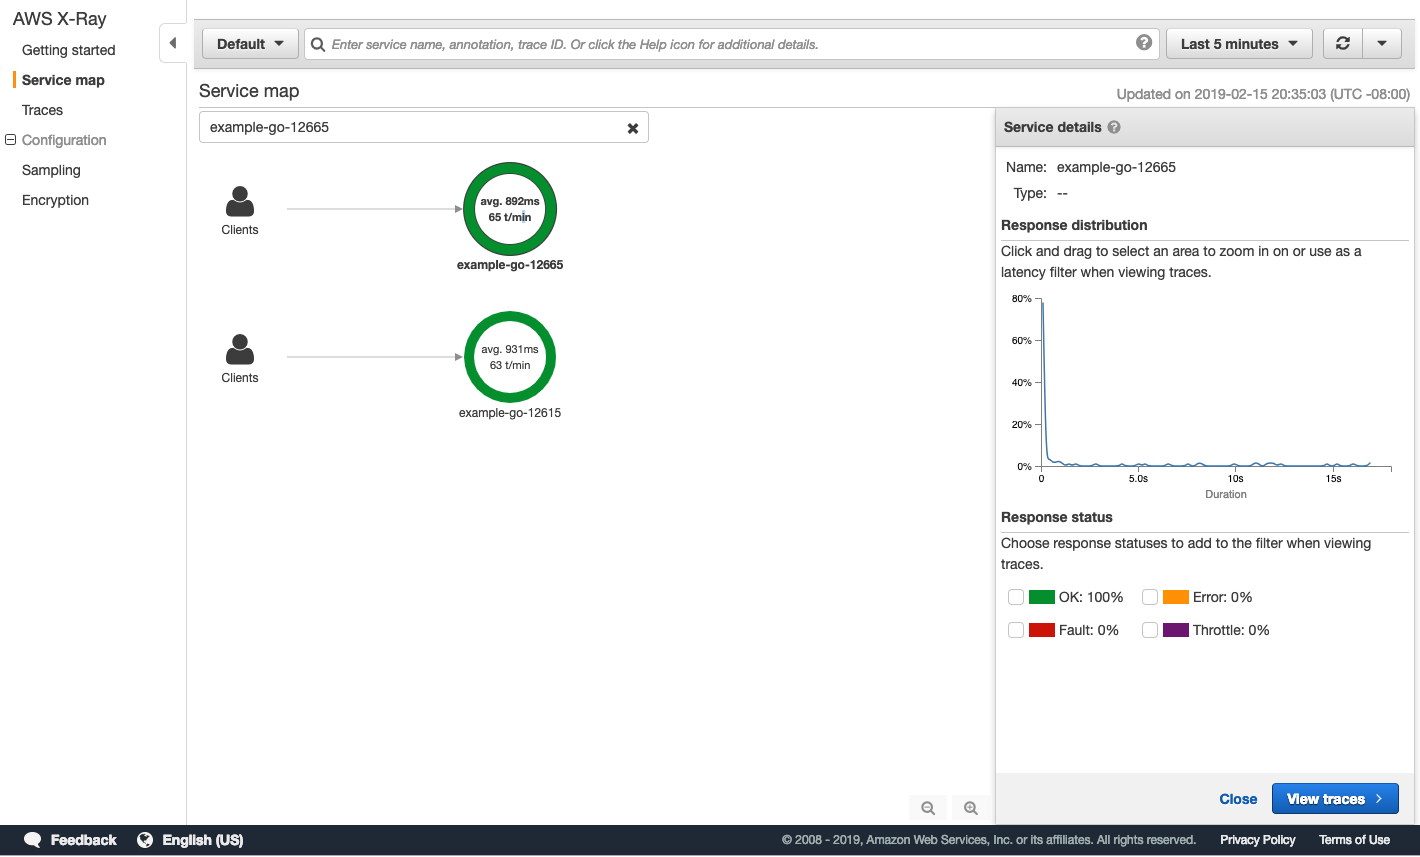 AWS X-Ray
Getting started
Service map
Traces
Configuration
Sampling
Encryption
Default
Enter service name, annotation, trace ID. Or click the Help icon for additional details.
Last 5 minutes
Service map
Updated on 2019-02-15 20:35:03 (UTC -08:00)
example-go-12665
Clients
avg. 892ms
65 t/min
example-go-12665
Clients
avg. 931ms
63 t/min
example-go-12615
Service details
Name: example-go-12665
Type: --
Response distribution
Click and drag to select an area to zoom in on or use as a
latency filter when viewing traces.
80%
60%
40%
20%
0%
0 5.0s 10s 15s
Duration
Response status
Choose response statuses to add to the filter when viewing
traces.
OK: 100% Error: 0%
Fault: 0% Throttle: 0%
Close View traces
Feedback English (US) © 2008 - 2019, Amazon Web Services, Inc. or its affiliates. All rights reserved. Privacy Policy Terms of Use